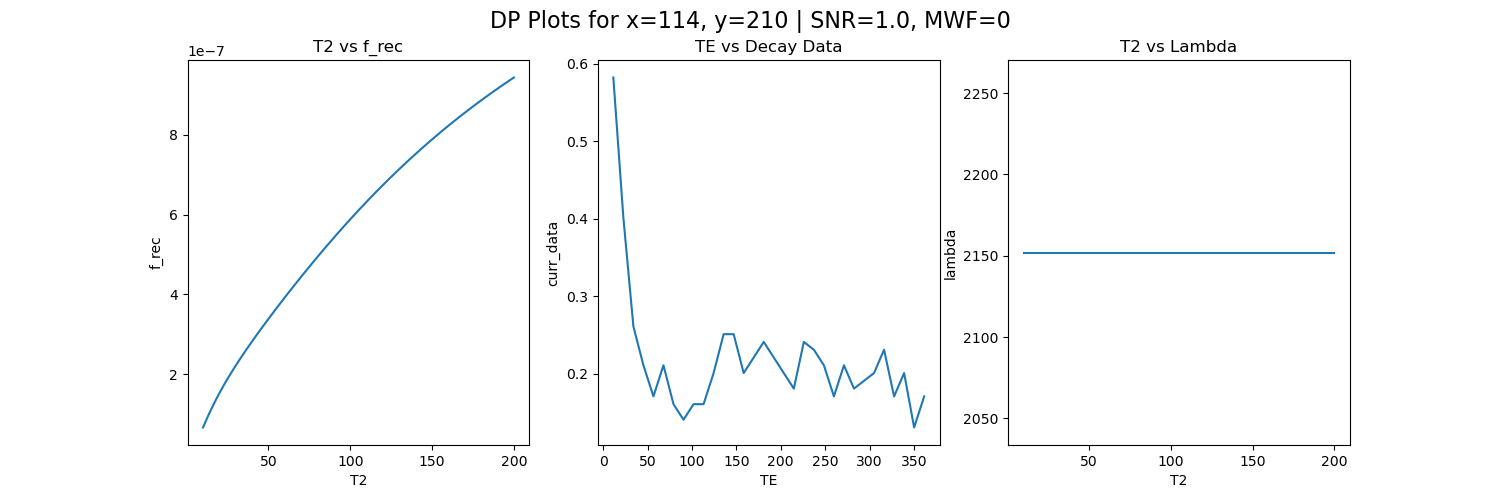 DP Plots for x=114, y=210 | SNR=1.0, MWF=0
T2 vs f_rec
1e−7
8
6
4
2
f_rec
50 100 150 200
T2
TE vs Decay Data
0.6
0.5
0.4
0.3
0.2
curr_data
0 50 100 150 200 250 300 350
TE
T2 vs Lambda
2250
2200
2150
2100
2050
lambda
50 100 150 200
T2